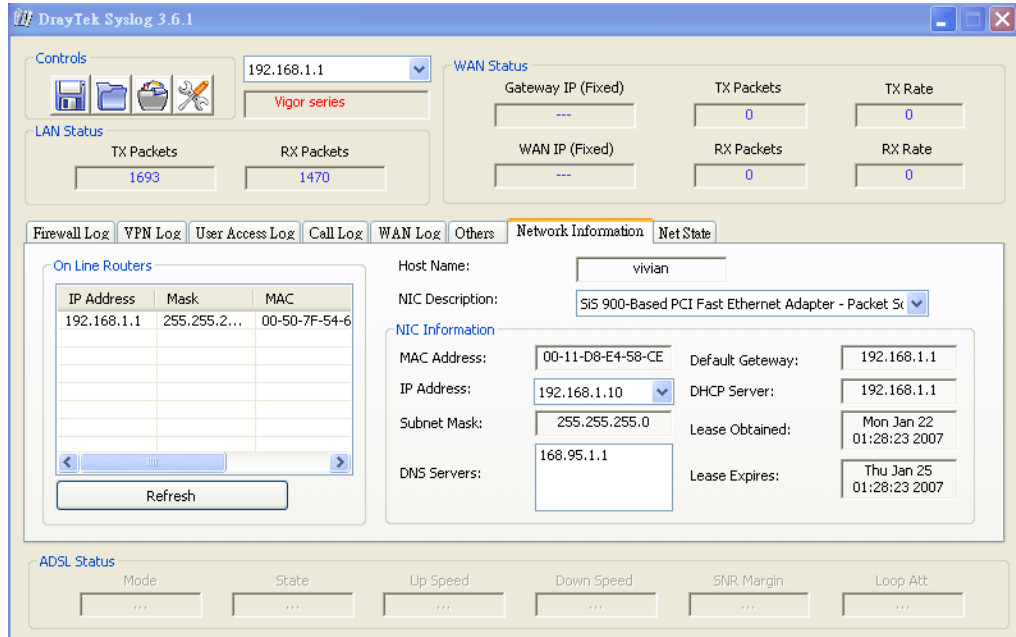 DrayTek Syslog 3.6.1
Controls
192.168.1.1
Vigor series
WAN Status
Gateway IP (Fixed) TX Packets TX Rate
--- 0 0
WAN IP (Fixed) RX Packets RX Rate
--- 0 0
LAN Status
TX Packets RX Packets
1693 1470
Firewall Log VPN Log User Access Log Call Log WAN Log Others Network Information Net State
On Line Routers
IP Address Mask MAC
192.168.1.1 255.255.2... 00-50-7F-54-6
Refresh
Host Name: vivian
NIC Description: SiS 900-Based PCI Fast Ethernet Adapter - Packet Sc
NIC Information
MAC Address: 00-11-D8-E4-58-CE
IP Address: 192.168.1.10
Subnet Mask: 255.255.255.0
DNS Servers: 168.95.1.1
Default Geteway: 192.168.1.1
DHCP Server: 192.168.1.1
Lease Obtained: Mon Jan 22
01:28:23 2007
Lease Expires: Thu Jan 25
01:28:23 2007
ADSL Status
Mode State Up Speed Down Speed SNR Margin Loop Att
... ... ... ... ... ...